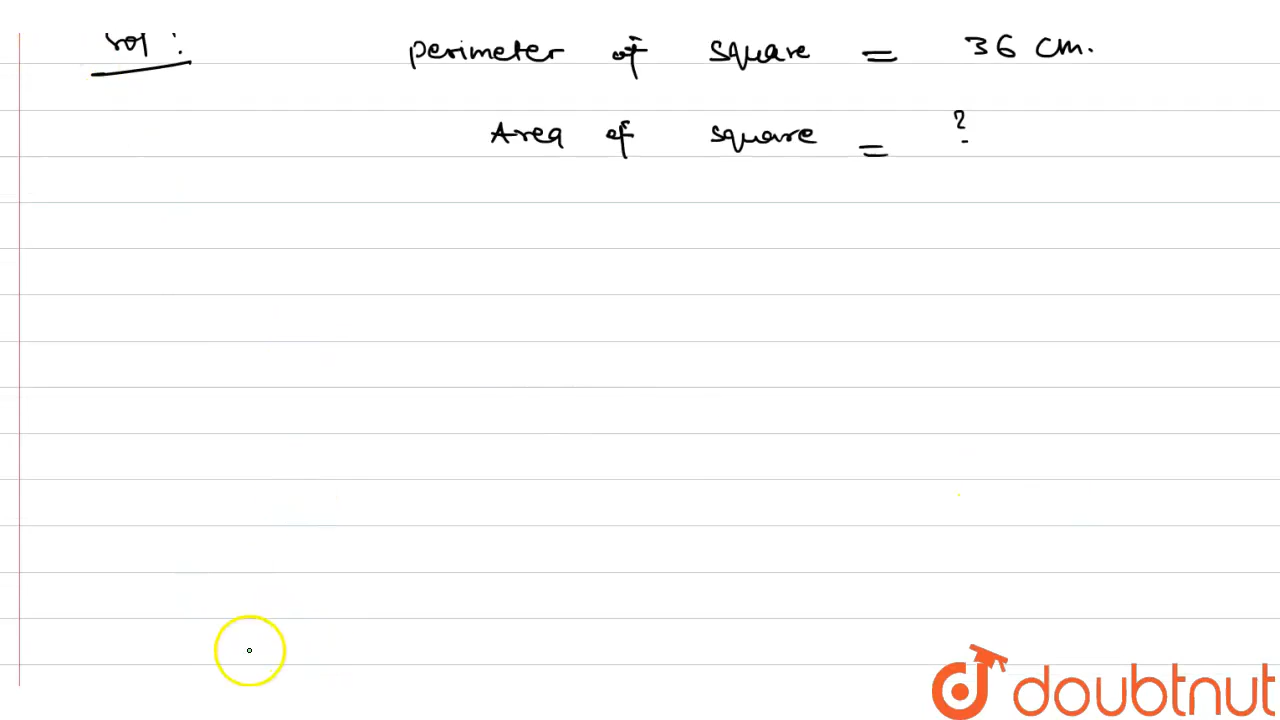 Sol :
perimeter of square = 36 cm.
Area of square = ?
doubtnut